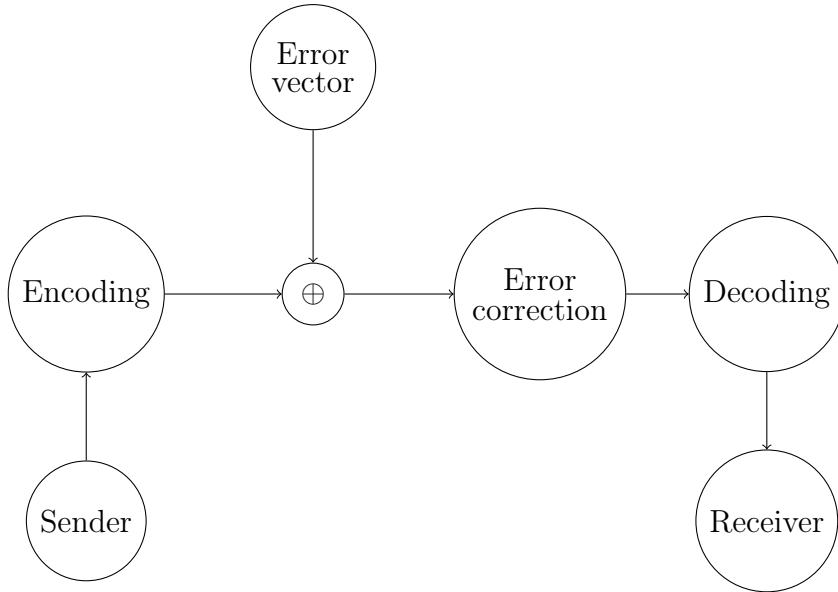 Error
vector
Encoding
⊕
Error
correction
Decoding
Sender
Receiver